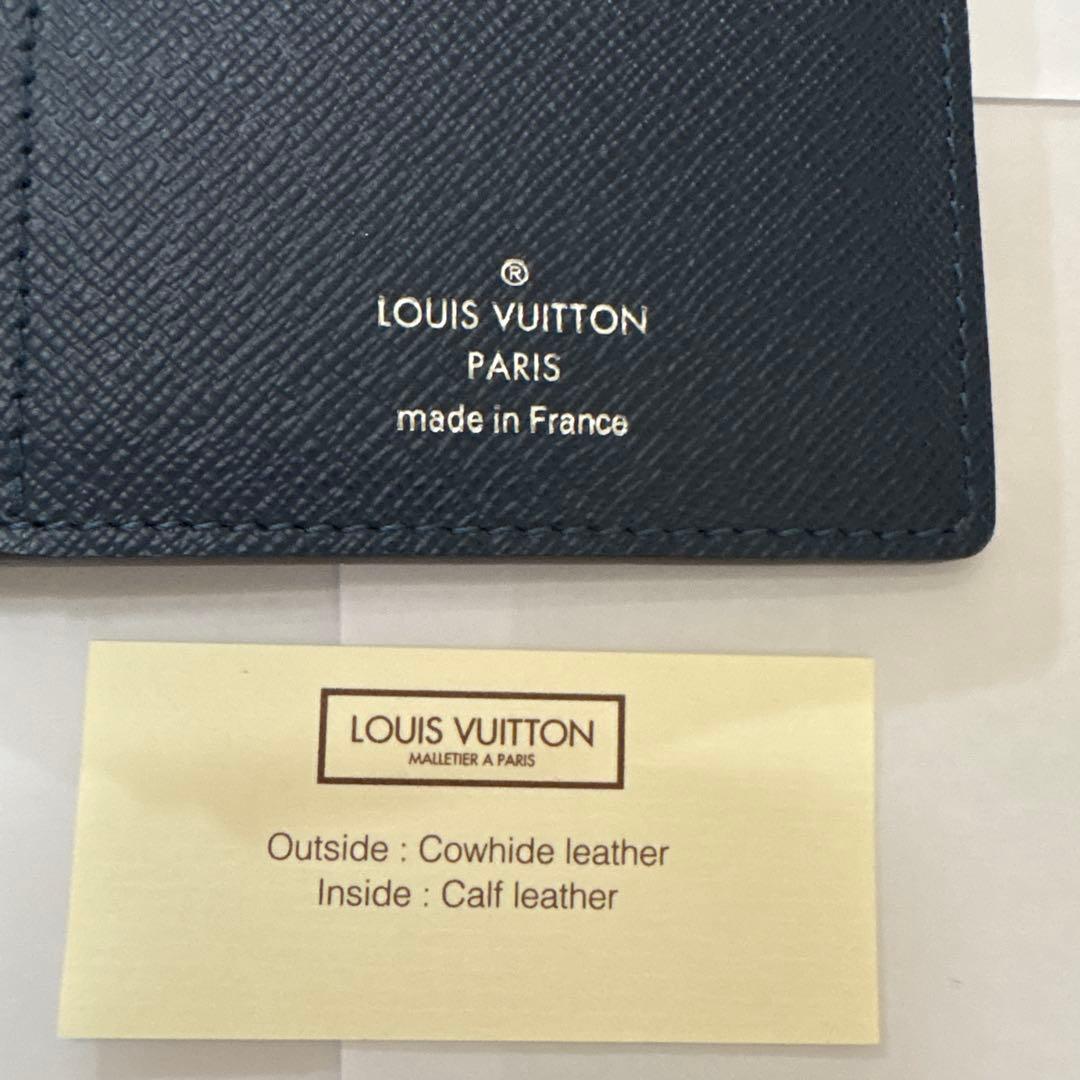 ®
LOUIS VUITTON
PARIS
made in France
LOUIS VUITTON
MALLETIER A PARIS
Outside : Cowhide leather
Inside : Calf leather